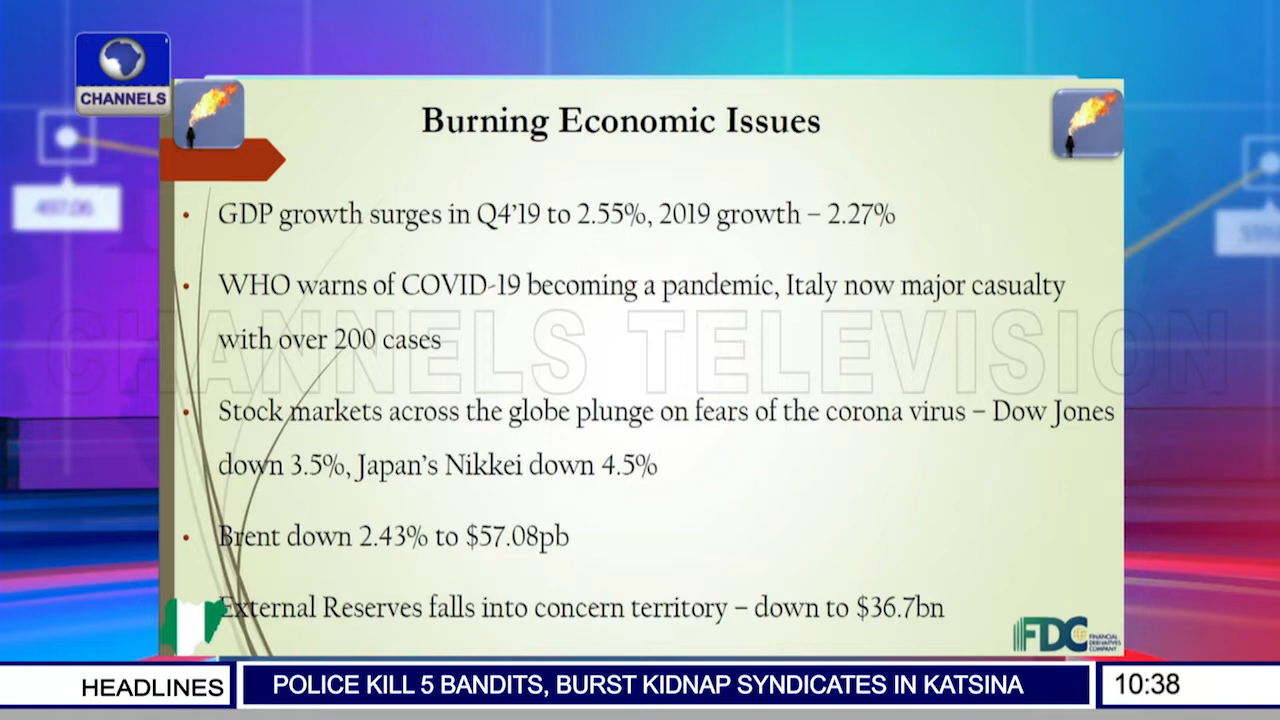 CHANNELS
Burning Economic Issues
• GDP growth surges in Q4’19 to 2.55%, 2019 growth – 2.27%
• WHO warns of COVID-19 becoming a pandemic, Italy now major casualty
with over 200 cases
CHANNELS TELEVISION
• Stock markets across the globe plunge on fears of the corona virus – Dow Jones
down 3.5%, Japan’s Nikkei down 4.5%
• Brent down 2.43% to $57.08pb
External Reserves falls into concern territory – down to $36.7bn
FDC
FINANCIAL
DERIVATIVES
COMPANY
HEADLINES
POLICE KILL 5 BANDITS, BURST KIDNAP SYNDICATES IN KATSINA
10:38